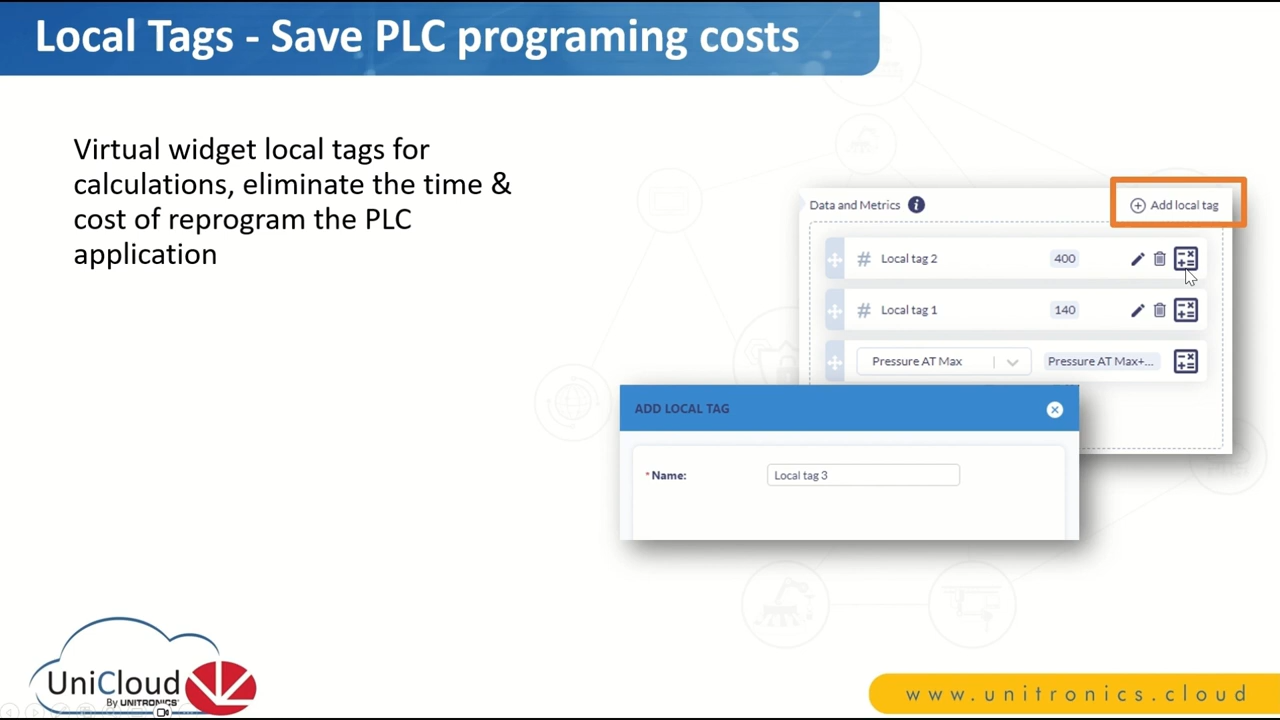 Local Tags - Save PLC programing costs
Virtual widget local tags for
calculations, eliminate the time &
cost of reprogram the PLC
application
Data and Metrics
Add local tag
# Local tag 2 400
# Local tag 1 140
Pressure AT Max Pressure AT Max+...
ADD LOCAL TAG
* Name: Local tag 3
UniCloud
By UNITRONICS
www.unitronics.cloud